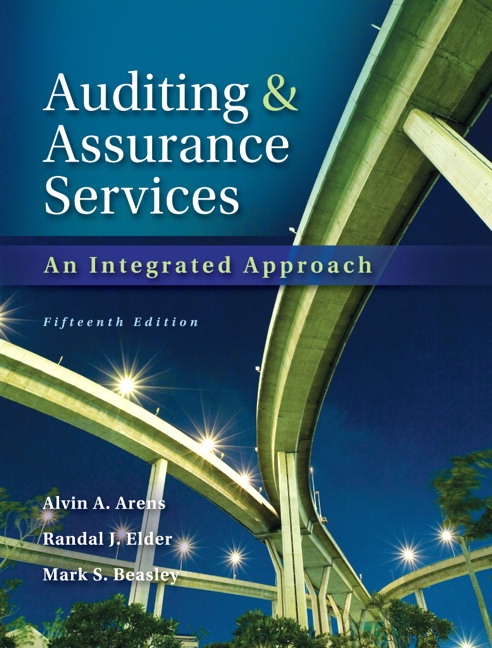 Auditing &
Assurance
Services
An Integrated Approach
Fifteenth Edition
Alvin A. Arens
Randal J. Elder
Mark S. Beasley